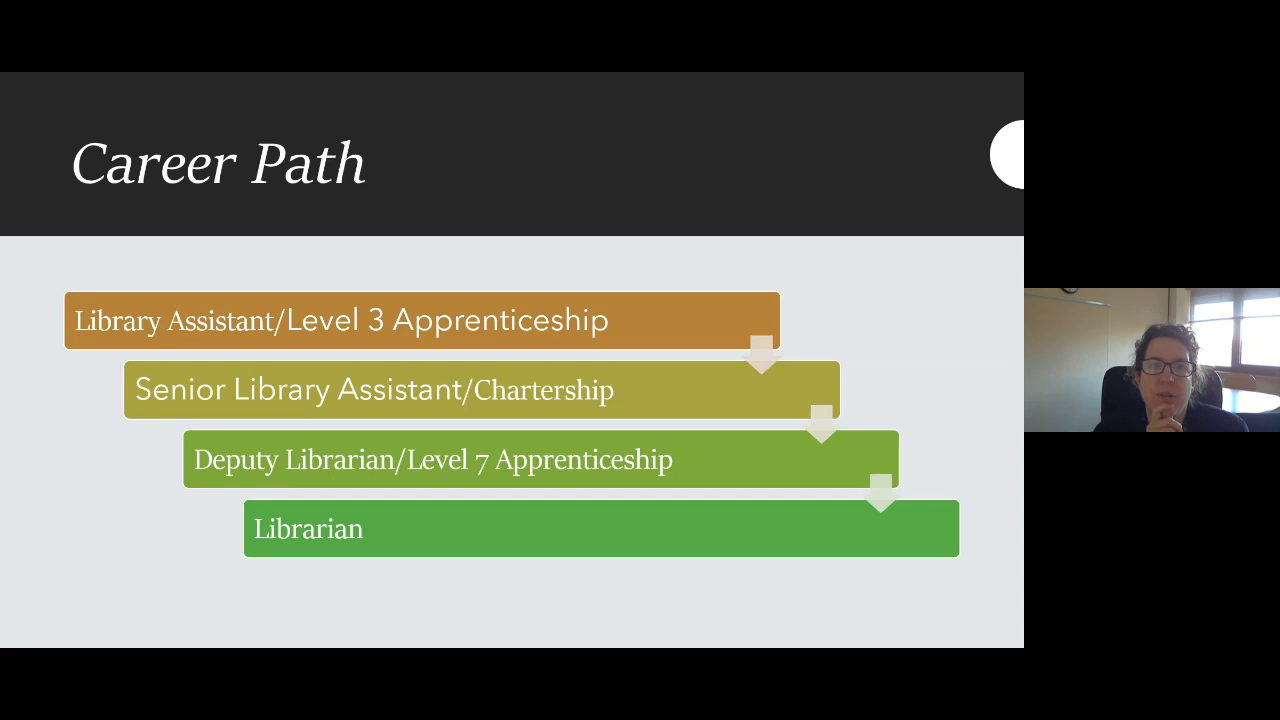 Career Path
Library Assistant/Level 3 Apprenticeship
Senior Library Assistant/Chartership
Deputy Librarian/Level 7 Apprenticeship
Librarian